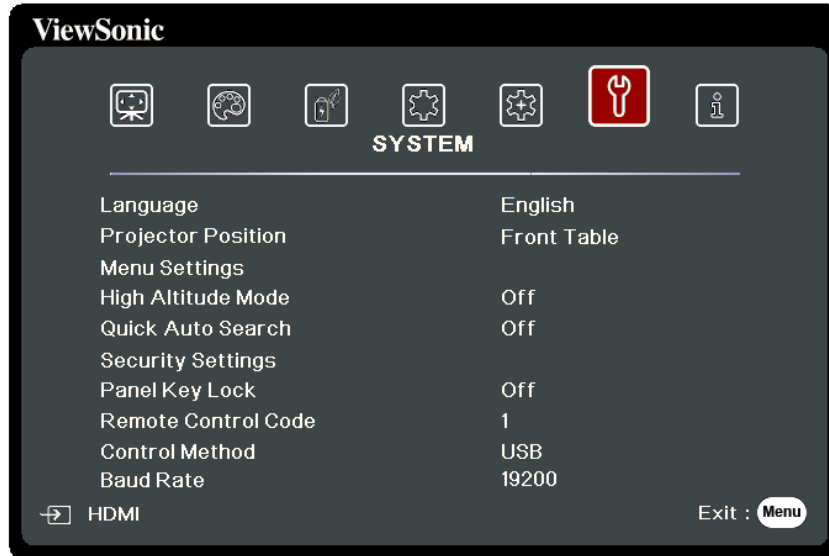 ViewSonic
SYSTEM
Language English
Projector Position Front Table
Menu Settings
High Altitude Mode Off
Quick Auto Search Off
Security Settings
Panel Key Lock Off
Remote Control Code 1
Control Method USB
Baud Rate 19200
HDMI Exit : Menu